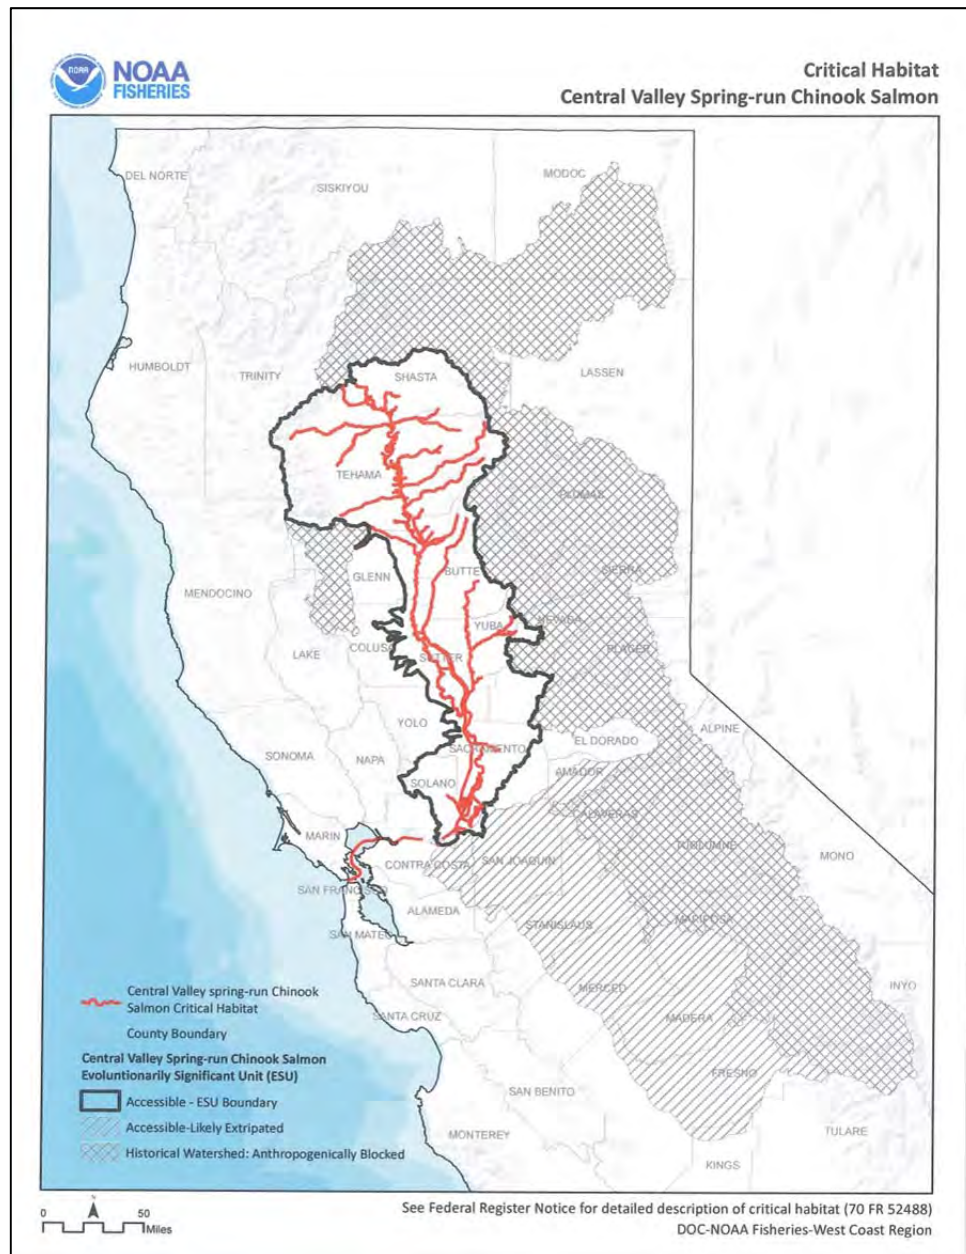 NOAA
NOAA
FISHERIES
Critical Habitat
Central Valley Spring-run Chinook Salmon
DEL NORTE
SISKIYOU
MODOC
HUMBOLDT
TRINITY
SHASTA
LASSEN
TEHAMA
PLUMAS
GLENN
BUTTE
SIERRA
MENDOCINO
YUBA
NEVADA
LAKE
COLUSA
SUTTER
PLACER
YOLO
ALPINE
SONOMA
NAPA
SACRAMENTO
EL DORADO
SOLANO
AMADOR
CALAVERAS
MARIN
TUOLUMNE
MONO
CONTRA COSTA
SAN JOAQUIN
SAN FRANCISCO
ALAMEDA
STANISLAUS
MARIPOSA
SAN MATEO
SANTA CLARA
MERCED
INYO
SANTA CRUZ
MADERA
FRESNO
SAN BENITO
MONTEREY
TULARE
KINGS
Central Valley spring-run Chinook
Salmon Critical Habitat
County Boundary
Central Valley Spring-run Chinook Salmon
Evoluntionarily Significant Unit (ESU)
Accessible - ESU Boundary
Accessible-Likely Extripated
Historical Watershed: Anthropogenically Blocked
0 N 50
Miles
See Federal Register Notice for detailed description of critical habitat (70 FR 52488)
DOC-NOAA Fisheries-West Coast Region